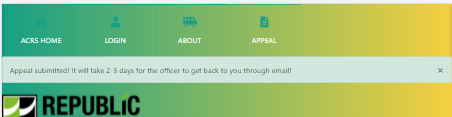 ACRS HOME LOGIN ABOUT APPEAL
Appeal submitted! It will take 2-3 days for the officer to get back to you through email! ×
REPUBLIC